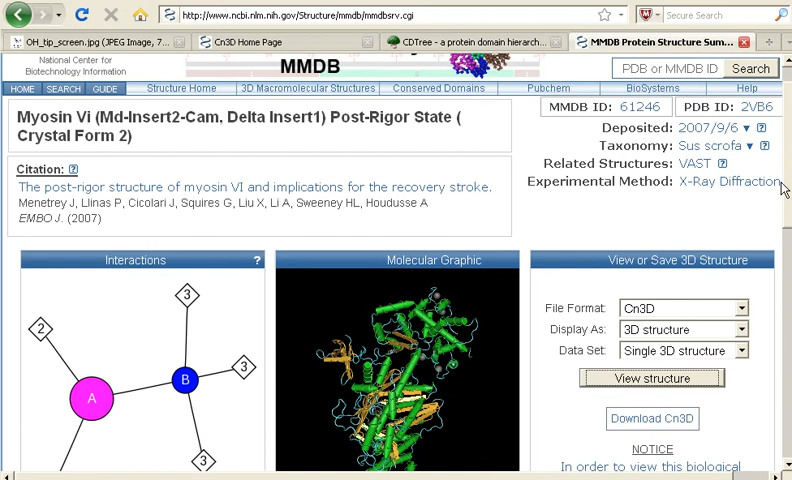 http://www.ncbi.nlm.nih.gov/Structure/mmdb/mmdbsrv.cgi
Secure Search
OH_tip_screen.jpg (JPEG Image, 7...
Cn3D Home Page
CDTree - a protein domain hierarch...
MMDB Protein Structure Sum...
National Center for
Biotechnology Information
MMDB
PDB or MMDB ID
Search
HOME
SEARCH
GUIDE
Structure Home
3D Macromolecular Structures
Conserved Domains
Pubchem
BioSystems
Help
Myosin Vi (Md-Insert2-Cam, Delta Insert1) Post-Rigor State (
Crystal Form 2)
MMDB ID: 61246
PDB ID: 2VB6
Deposited: 2007/9/6
Taxonomy: Sus scrofa
Related Structures: VAST
Experimental Method: X-Ray Diffraction
Citation:
The post-rigor structure of myosin VI and implications for the recovery stroke.
Menetrey J, Llinas P, Cicolari J, Squires G, Liu X, Li A, Sweeney HL, Houdusse A
EMBO J. (2007)
Interactions ?
3
2
3
B
A
3
Molecular Graphic
View or Save 3D Structure
File Format: Cn3D
Display As: 3D structure
Data Set: Single 3D structure
View structure
Download Cn3D
NOTICE
In order to view this biological